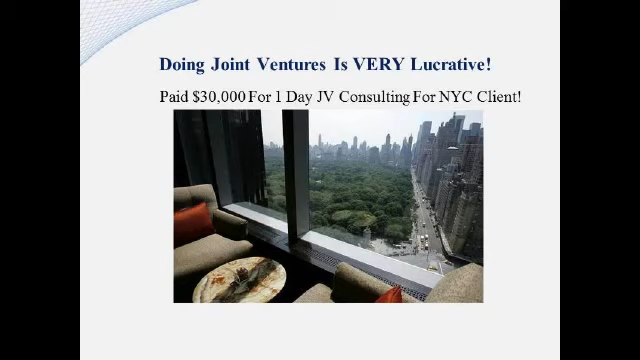 Doing Joint Ventures Is VERY Lucrative!
Paid $30,000 For 1 Day JV Consulting For NYC Client!